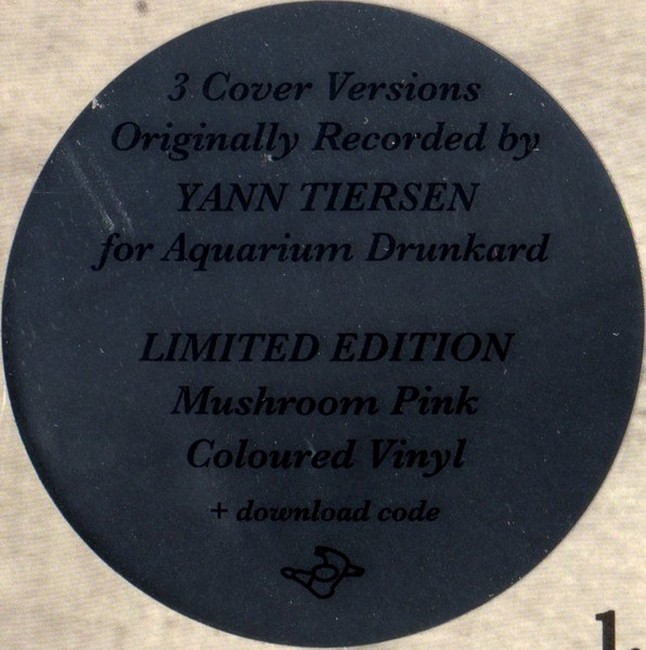 3 Cover Versions
Originally Recorded by
YANN TIERSEN
for Aquarium Drunkard
LIMITED EDITION
Mushroom Pink
Coloured Vinyl
+ download code